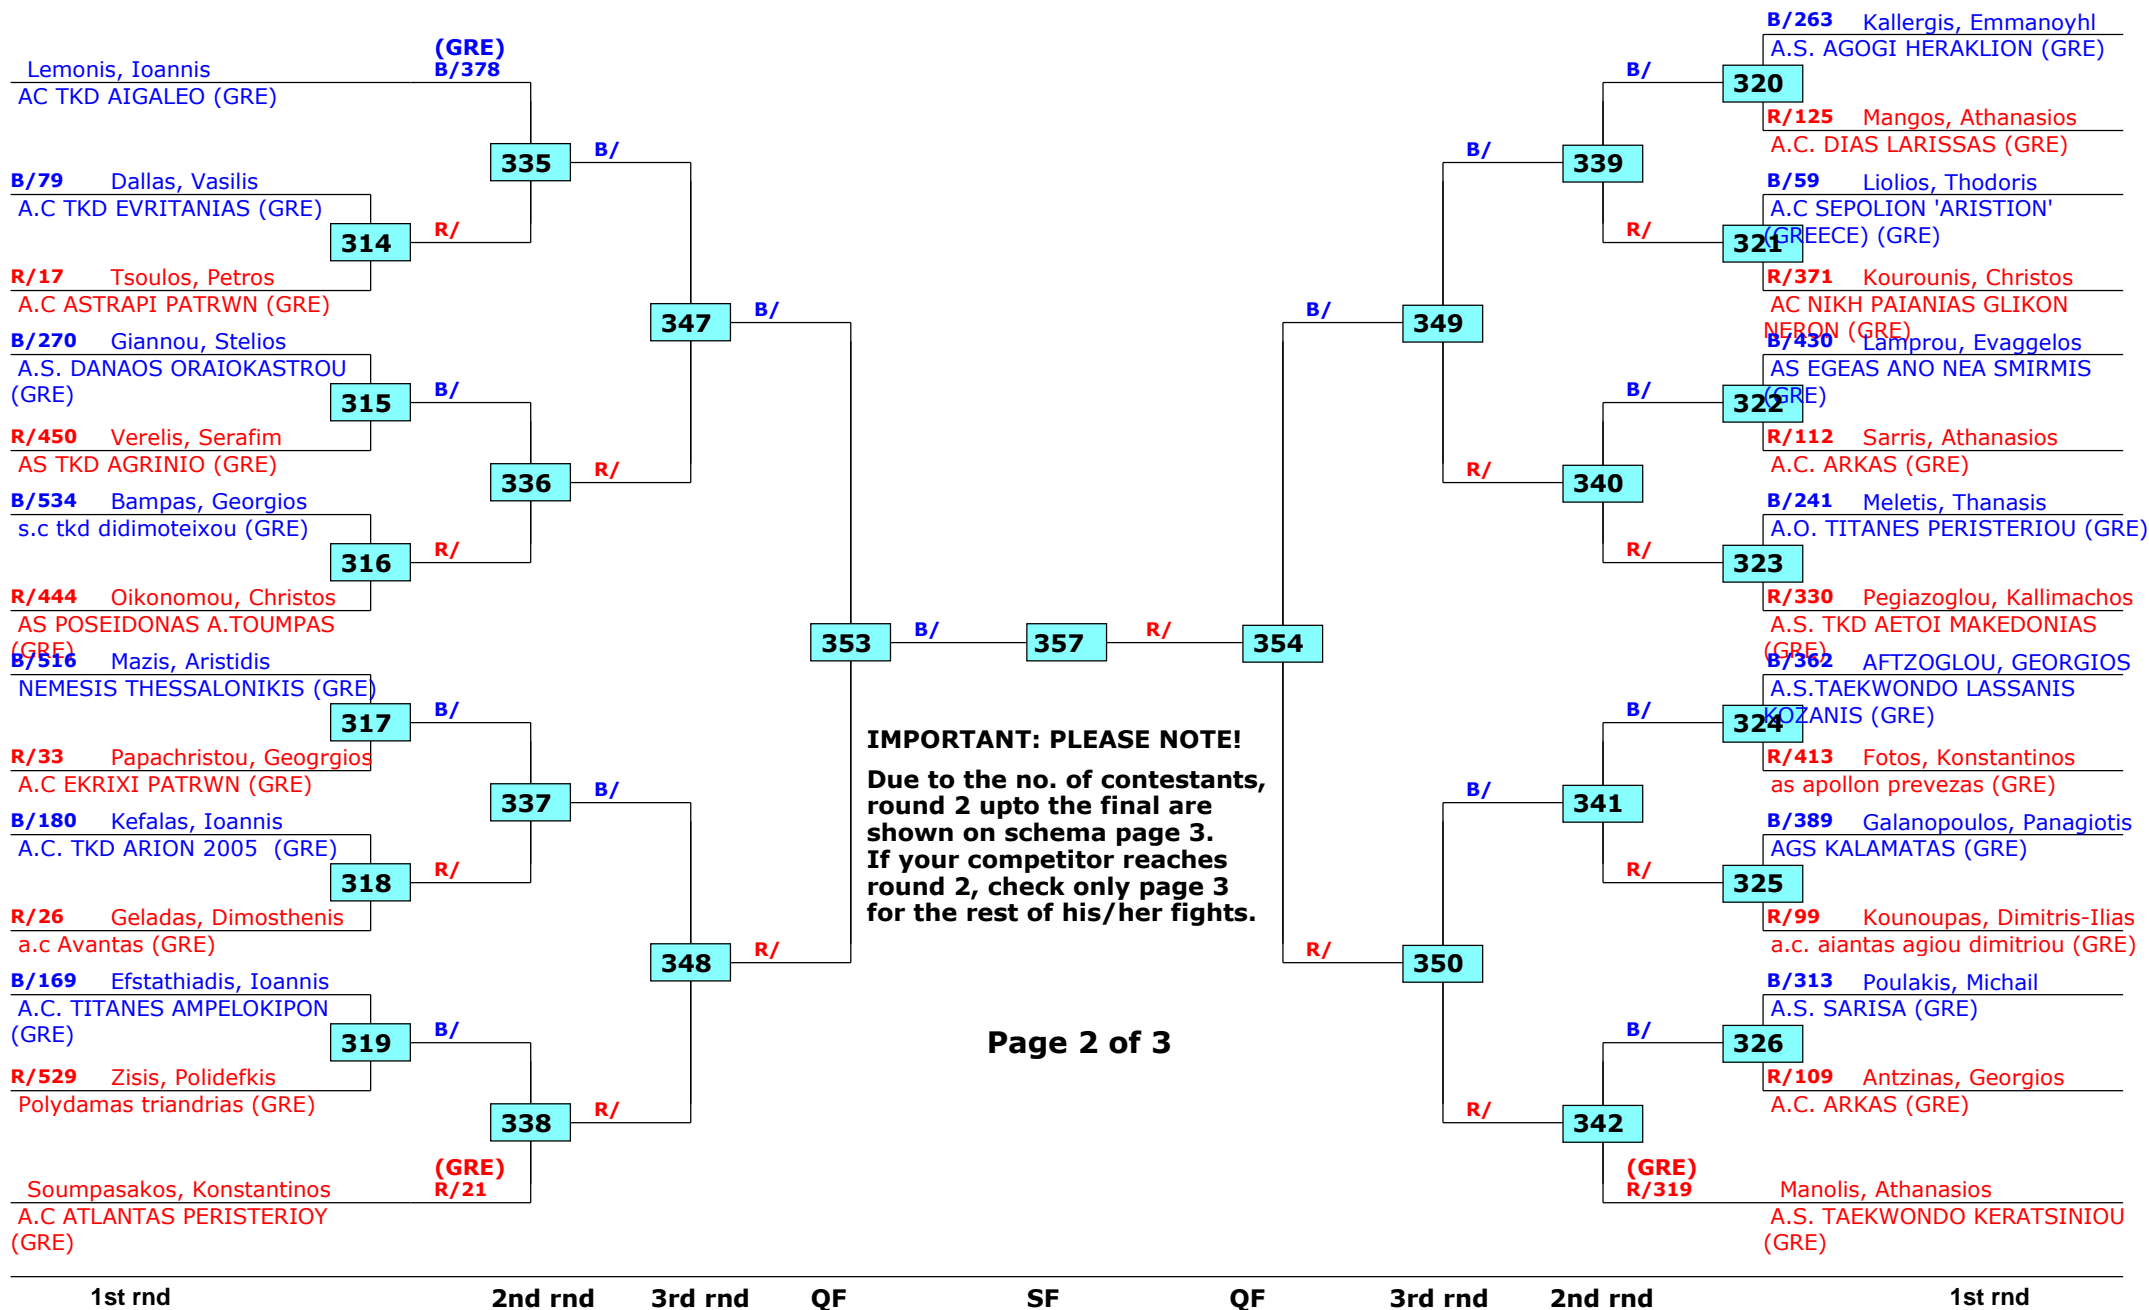 (GRE)
Lemonis, Ioannis B/378
AC TKD AIGALEO (GRE)
335 B/
B/79 Dallas, Vasilis
A.C TKD EVRITANIAS (GRE)
314 R/
R/17 Tsoulos, Petros
A.C ASTRAPI PATRWN (GRE)
347 B/
B/270 Giannou, Stelios
A.S. DANAOS ORAIOKASTROU
(GRE)
315 B/
R/450 Verelis, Serafim
AS TKD AGRINIO (GRE)
336 R/
B/534 Bampas, Georgios
s.c tkd didimoteixou (GRE)
316 R/
R/444 Oikonomou, Christos
AS POSEIDONAS A.TOUMPAS
(GRE)
353 B/ 357 R/ 354
B/516 Mazis, Aristidis
NEMESIS THESSALONIKIS (GRE)
317 B/
R/33 Papachristou, Geogrgios
A.C EKRIXI PATRWN (GRE)
337 B/
B/180 Kefalas, Ioannis
A.C. TKD ARION 2005 (GRE)
318 R/
R/26 Geladas, Dimosthenis
a.c Avantas (GRE)
348 R/
B/169 Efstathiadis, Ioannis
A.C. TITANES AMPELOKIPON
(GRE)
319 B/
R/529 Zisis, Polidefkis
Polydamas triandrias (GRE)
338 R/
(GRE)
Soumpasakos, Konstantinos R/21
A.C ATLANTAS PERISTERIOY
(GRE)
IMPORTANT: PLEASE NOTE!
Due to the no. of contestants,
round 2 upto the final are
shown on schema page 3.
If your competitor reaches
round 2, check only page 3
for the rest of his/her fights.
Page 2 of 3
B/263 Kallergis, Emmanoyhl
A.S. AGOGI HERAKLION (GRE)
B/ 320
R/125 Mangos, Athanasios
A.C. DIAS LARISSAS (GRE)
B/ 339
B/59 Liolios, Thodoris
A.C SEPOLION 'ARISTION'
(GREECE) (GRE)
R/ 321
R/371 Kourounis, Christos
AC NIKH PAIANIAS GLIKON
NERON (GRE)
B/ 349
B/430 Lamprou, Evaggelos
AS EGEAS ANO NEA SMIRMIS
(GRE)
B/ 322
R/112 Sarris, Athanasios
A.C. ARKAS (GRE)
R/ 340
B/241 Meletis, Thanasis
A.O. TITANES PERISTERIOU (GRE)
R/ 323
R/330 Pegiazoglou, Kallimachos
A.S. TKD AETOI MAKEDONIAS
(GRE)
B/362 AFTZOGLOU, GEORGIOS
A.S.TAEKWONDO LASSANIS
KOZANIS (GRE)
B/ 324
R/413 Fotos, Konstantinos
as apollon prevezas (GRE)
B/ 341
B/389 Galanopoulos, Panagiotis
AGS KALAMATAS (GRE)
R/ 325
R/99 Kounoupas, Dimitris-Ilias
a.c. aiantas agiou dimitriou (GRE)
R/ 350
B/313 Poulakis, Michail
A.S. SARISA (GRE)
B/ 326
R/109 Antzinas, Georgios
A.C. ARKAS (GRE)
R/ 342
(GRE)
R/319 Manolis, Athanasios
A.S. TAEKWONDO KERATSINIOU
(GRE)
1st rnd 2nd rnd 3rd rnd QF SF QF 3rd rnd 2nd rnd 1st rnd